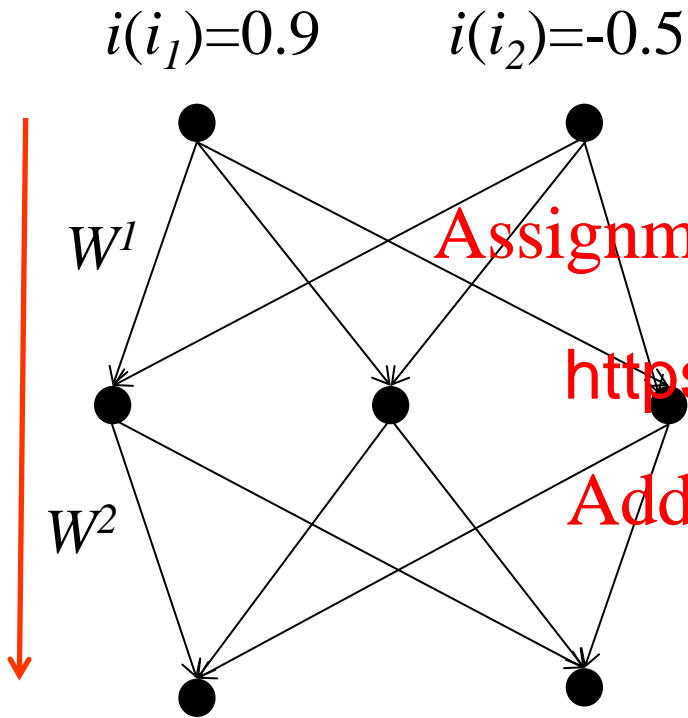 i(i₁)=0.9 i(i₂)=-0.5
W¹
Assignm
https
W²
Add